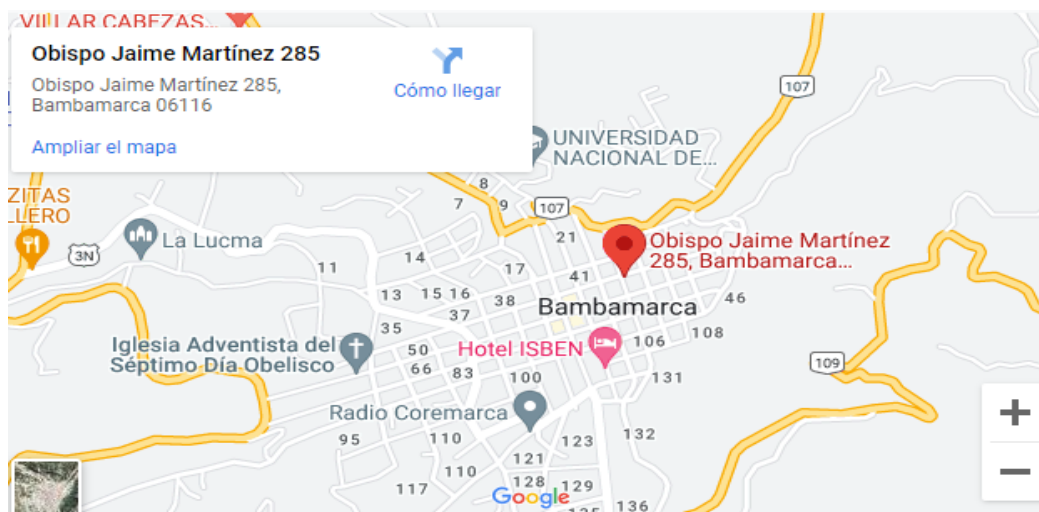 VILLAR CABEZAS...
Obispo Jaime Martínez 285
Obispo Jaime Martínez 285,
Bambamarca 06116
Cómo llegar
Ampliar el mapa
107
UNIVERSIDAD
NACIONAL DE...
ZITAS
LLERO
8
7
9
107
3N
La Lucma
21
Obispo Jaime Martínez
285, Bambamarca...
11
14
17
41
13
15
16
38
46
37
Bambamarca
35
108
Iglesia Adventista del
Séptimo Día Obelisco
50
Hotel ISBEN
106
66
83
100
131
109
Radio Coremarca
95
110
123
132
121
110
117
128
129
Google
136